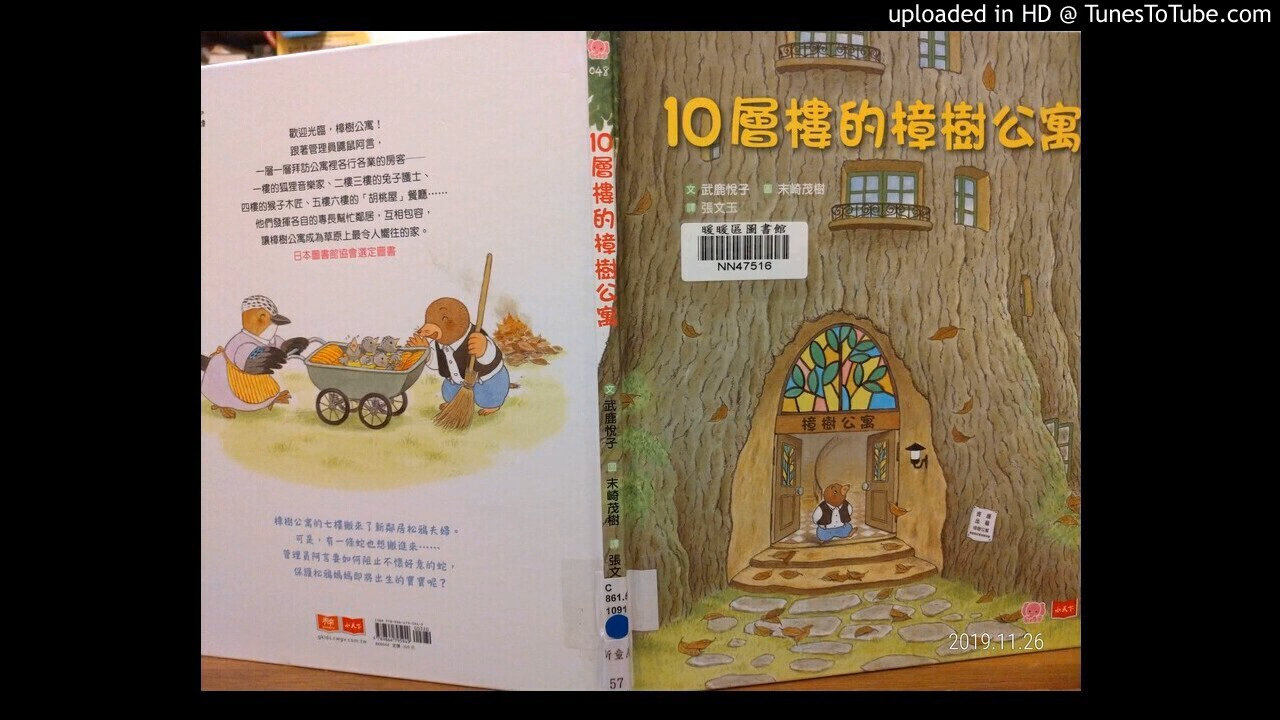 uploaded in HD @ TunesToTube.com
歡迎光臨,樟樹公寓!
跟著管理員鼴鼠阿言,
一層一層拜訪公寓裡各行各業的房客——
一樓的狐狸音樂家、二樓三樓的兔子護士、
四樓的猴子木匠、五樓六樓的「胡桃屋」餐廳……
他們發揮各自的專長幫忙鄰居,互相包容,
讓樟樹公寓成為草原上最令人嚮往的家。
日本圖書館協會選定圖書
樟樹公寓的七樓搬來了新鄰居松鴉夫婦。
可是,有一條蛇也想搬進來……
管理員阿言要如何阻止不懷好意的蛇,
保護松鴉媽媽即將出生的寶寶呢?
小天下
048
10層樓的樟樹公寓
文 武鹿悅子 圖 末崎茂樹 譯 張文
C
861.5
1091
57
10層樓的樟樹公寓
文 武鹿悅子 圖 末崎茂樹
譯 張文玉
暖暖區圖書館
NN47516
樟樹公寓
小天下
2019.11.26